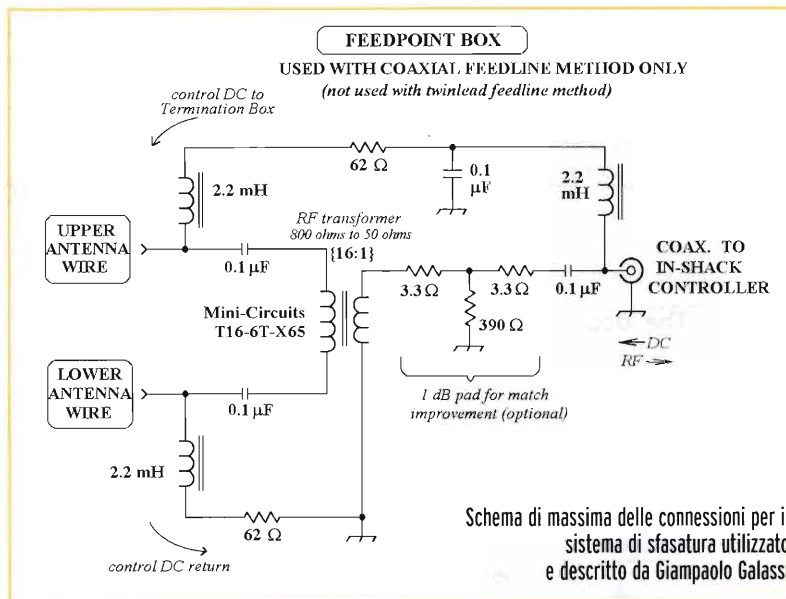 FEEDPOINT BOX
USED WITH COAXIAL FEEDLINE METHOD ONLY
(not used with twinlead feedline method)
control DC to
Termination Box
62 Ω
0.1
μF
2.2
mH
2.2 mH
UPPER
ANTENNA
WIRE
0.1 μF
RF transformer
800 ohms to 50 ohms
{16:1}
Mini-Circuits
T16-6T-X65
3.3 Ω
3.3 Ω
0.1 μF
390 Ω
COAX. TO
IN-SHACK
CONTROLLER
DC
RF
1 dB pad for match
improvement (optional)
LOWER
ANTENNA
WIRE
0.1 μF
2.2 mH
62 Ω
control DC return
Schema di massima delle connessioni per i
sistema di sfasatura utilizzato
e descritto da Giampaolo Galassi